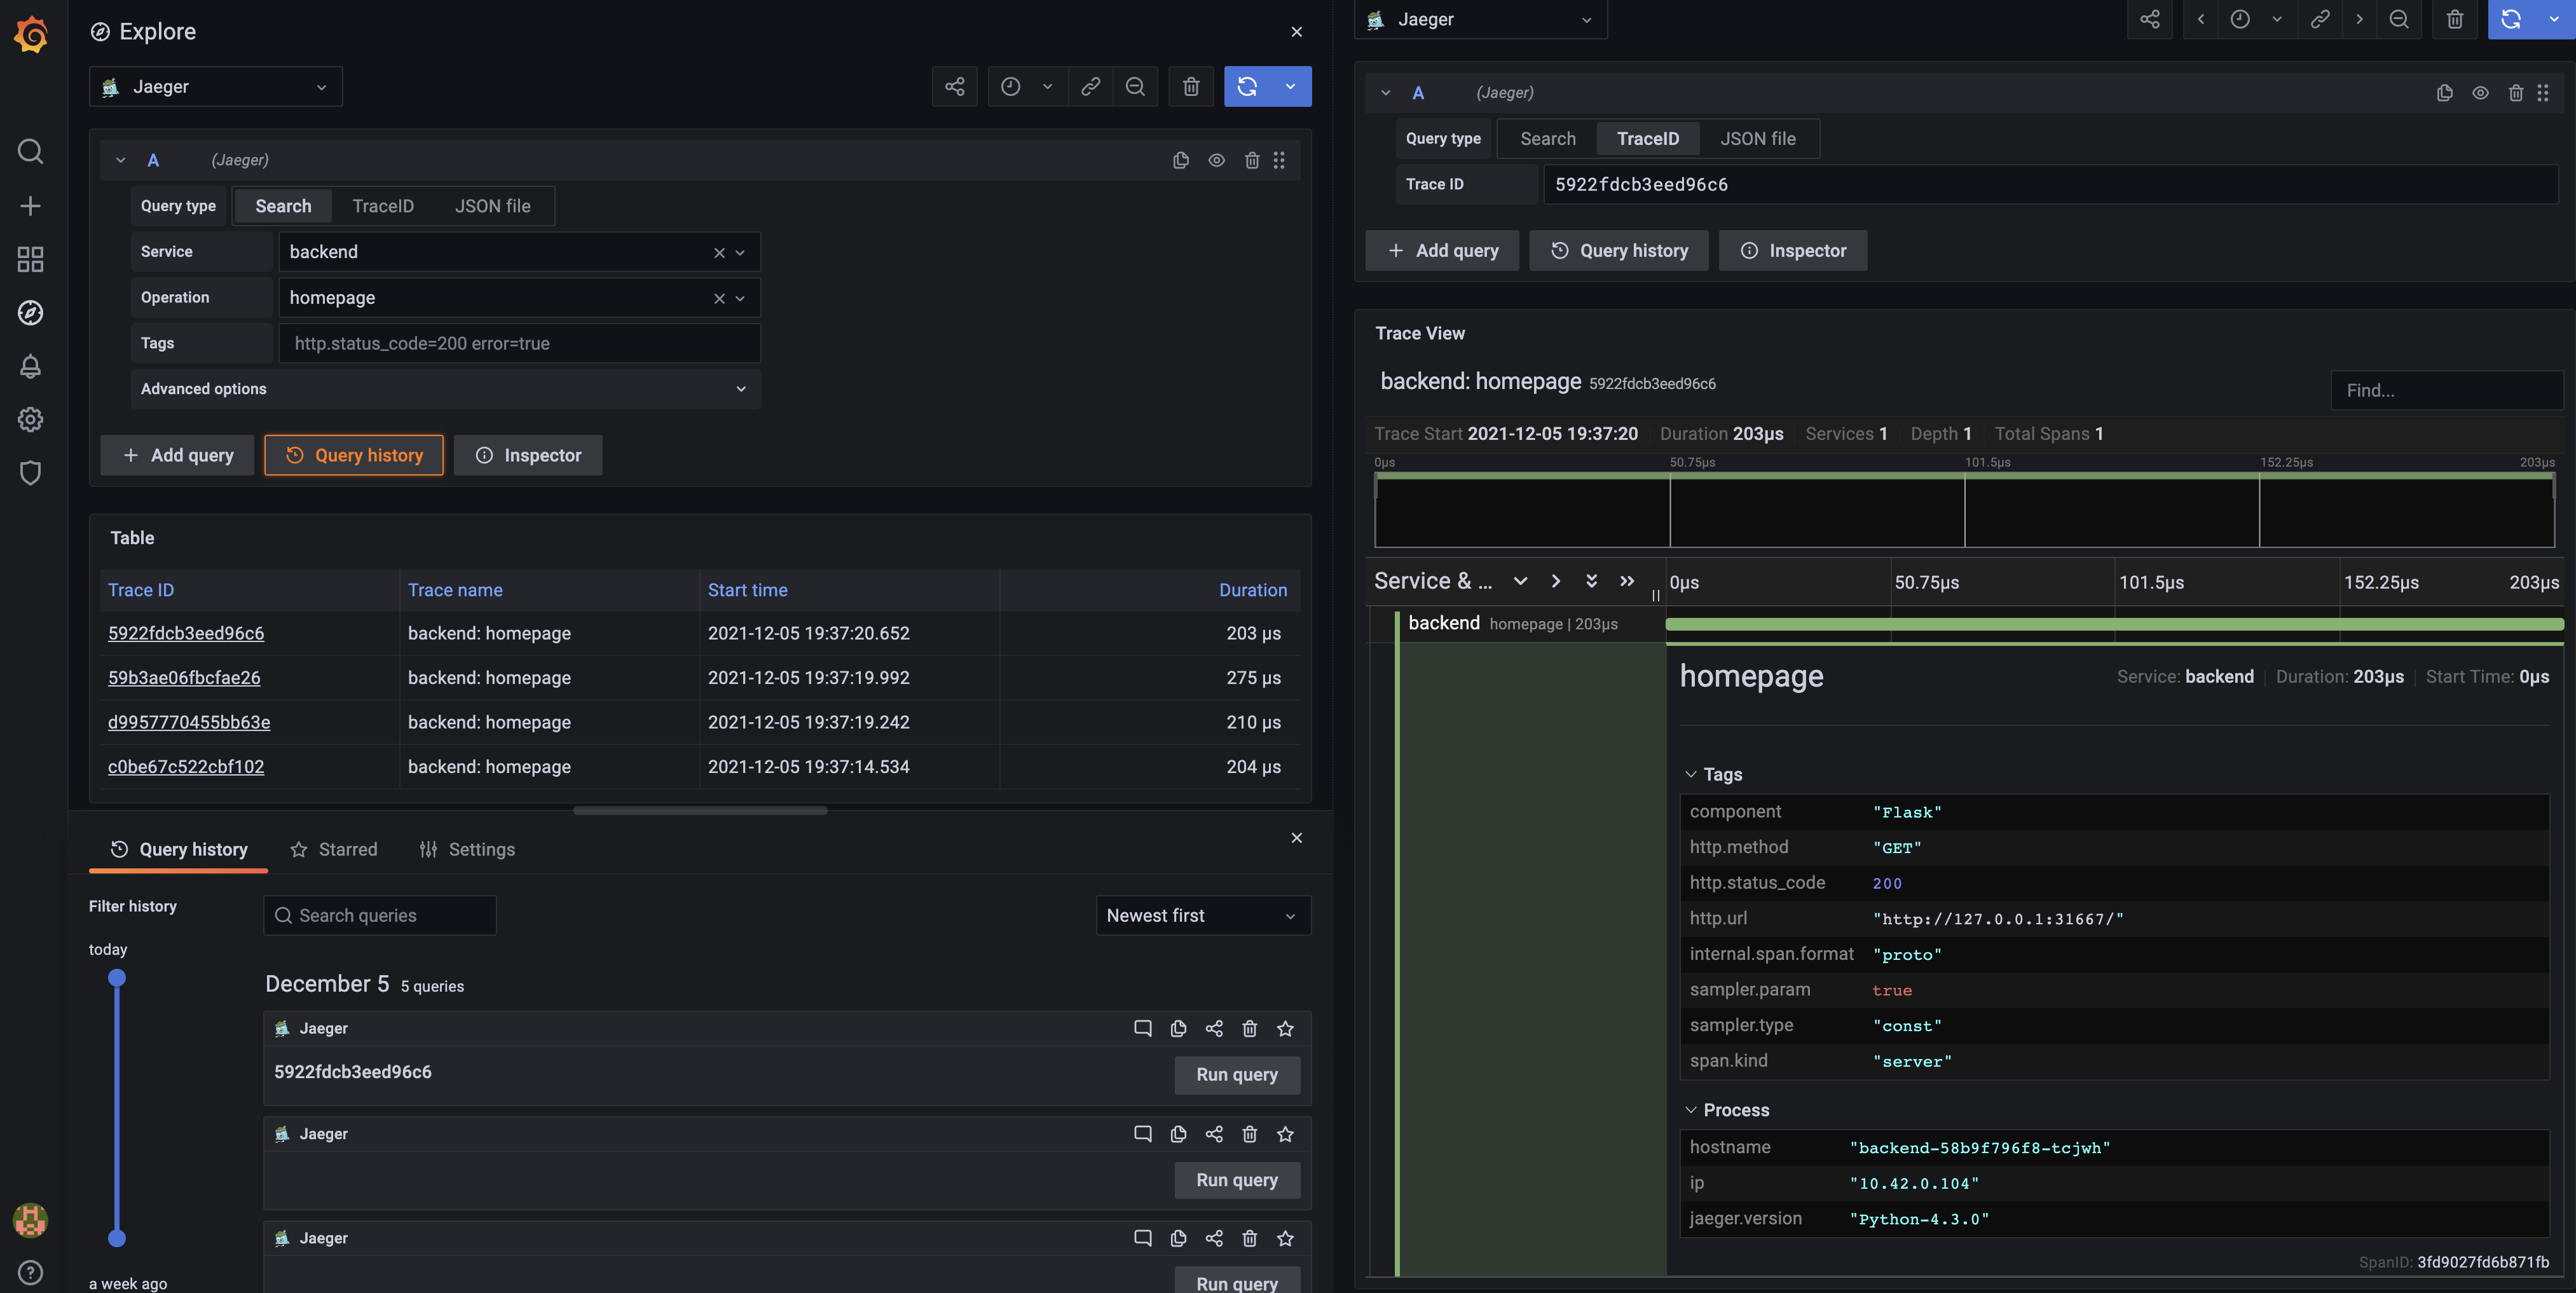 Explore
Jaeger
A (Jaeger)
Query type Search TraceID JSON file
Service backend
Operation homepage
Tags http.status_code=200 error=true
Advanced options
Add query Query history Inspector
Table
Trace ID Trace name Start time Duration
5922fdcb3eed96c6 backend: homepage 2021-12-05 19:37:20.652 203 µs
59b3ae06fbcfae26 backend: homepage 2021-12-05 19:37:19.992 275 µs
d9957770455bb63e backend: homepage 2021-12-05 19:37:19.242 210 µs
c0be67c522cbf102 backend: homepage 2021-12-05 19:37:14.534 204 µs
Query history Starred Settings
Filter history
Search queries
Newest first
today
a week ago
December 5 5 queries
Jaeger
5922fdcb3eed96c6
Run query
Jaeger
Run query
Jaeger
Run query
Jaeger
A (Jaeger)
Query type Search TraceID JSON file
Trace ID 5922fdcb3eed96c6
Add query Query history Inspector
Trace View
backend: homepage 5922fdcb3eed96c6
Find...
Trace Start 2021-12-05 19:37:20 Duration 203µs Services 1 Depth 1 Total Spans 1
0µs 50.75µs 101.5µs 152.25µs 203µs
Service & ... 0µs 50.75µs 101.5µs 152.25µs 203µs
backend homepage | 203µs
homepage Service: backend Duration: 203µs Start Time: 0µs
Tags
component "Flask"
http.method "GET"
http.status_code 200
http.url "http://127.0.0.1:31667/"
internal.span.format "proto"
sampler.param true
sampler.type "const"
span.kind "server"
Process
hostname "backend-58b9f796f8-tcjwh"
ip "10.42.0.104"
jaeger.version "Python-4.3.0"
SpanID: 3fd9027fd6b871fb